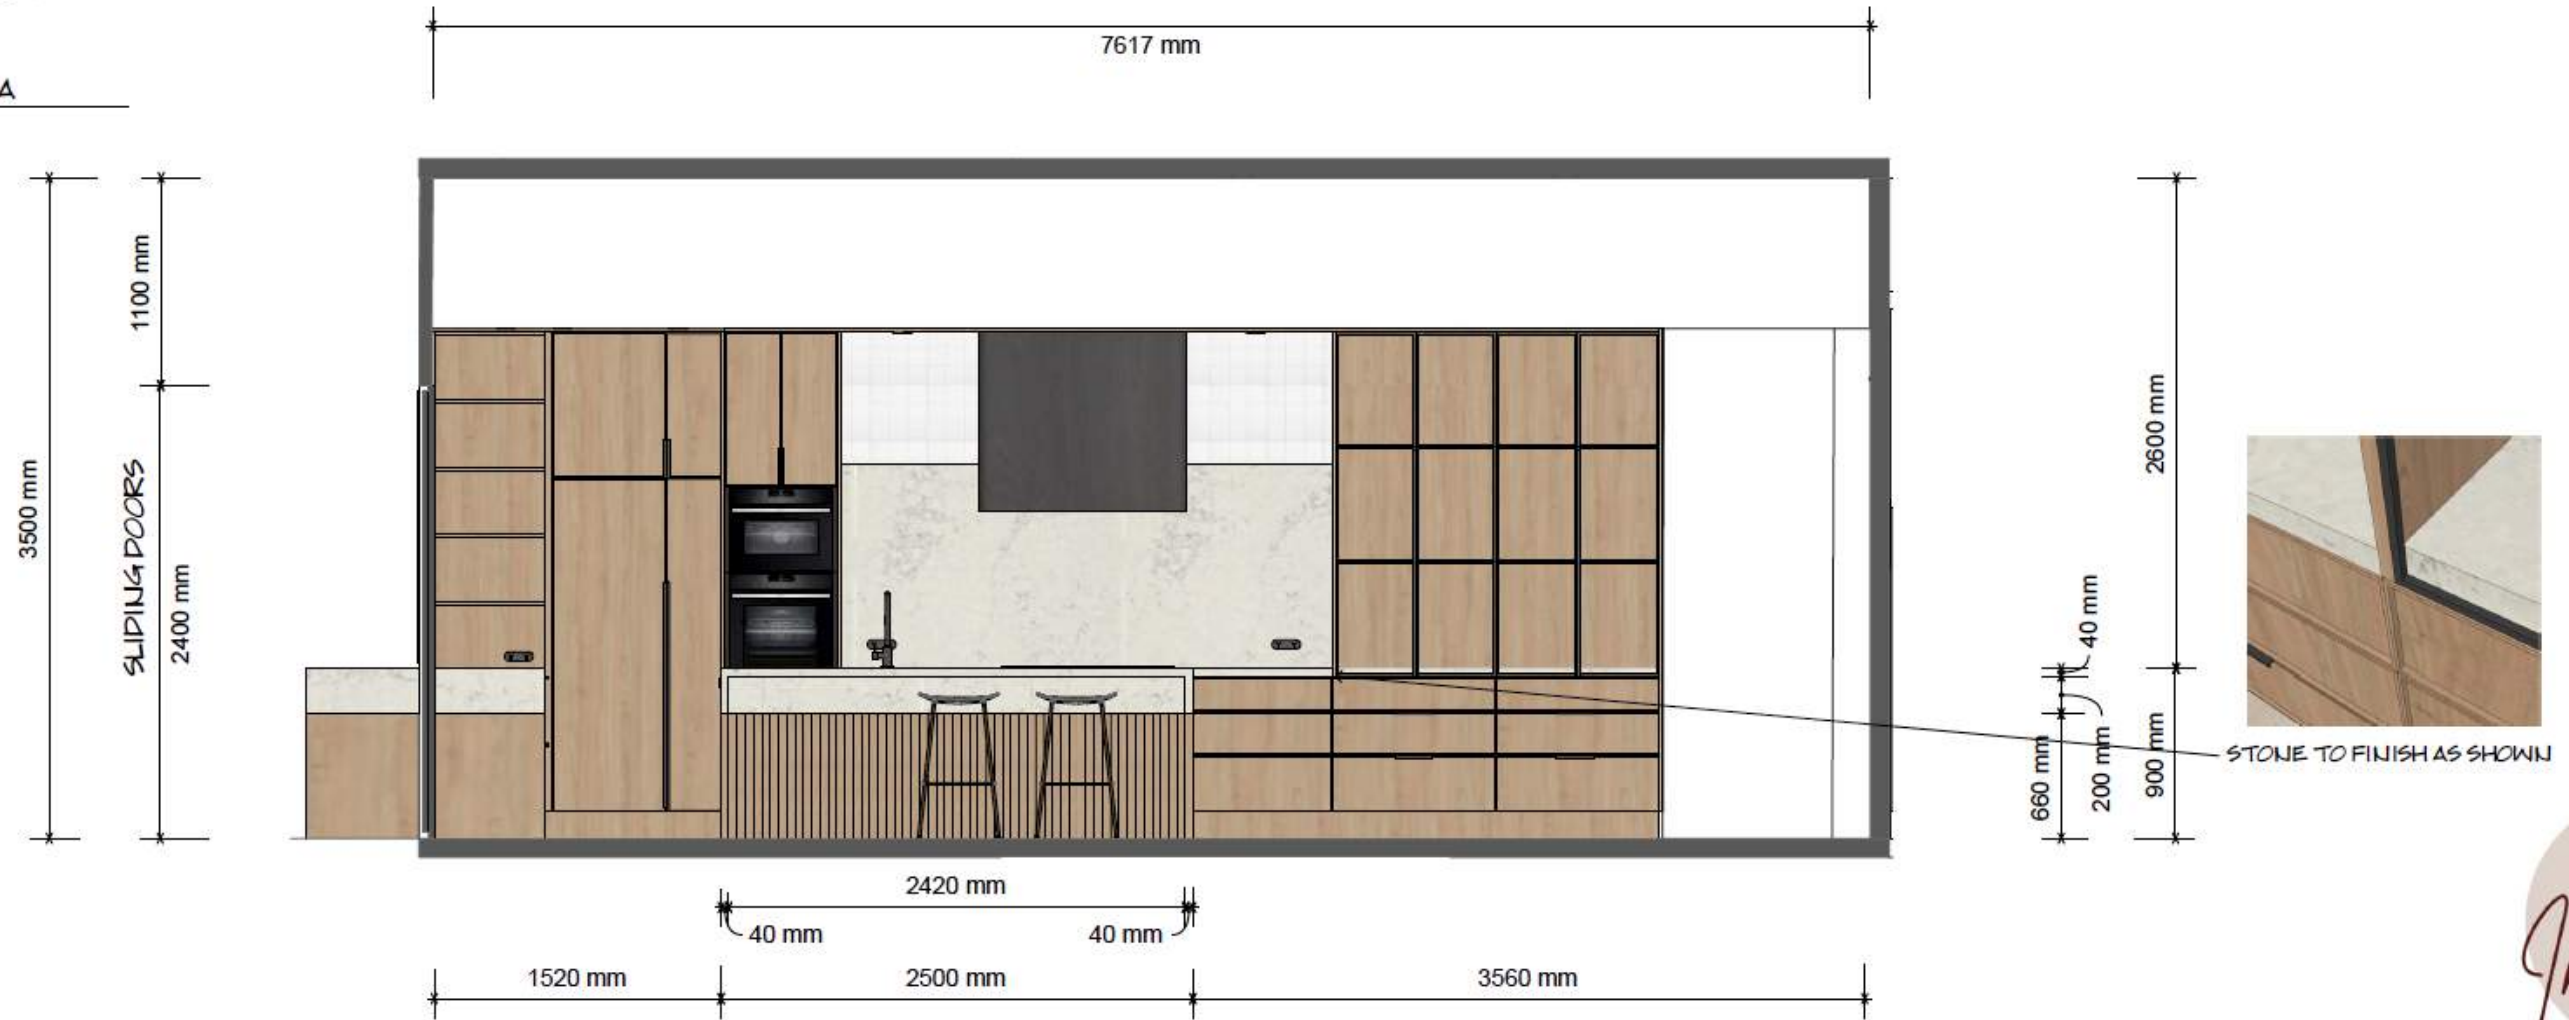 7617 mm
A
3500 mm
1100 mm
SLIDING DOORS
2400 mm
2600 mm
40 mm
660 mm
200 mm
900 mm
STONE TO FINISH AS SHOWN
2420 mm
40 mm
40 mm
1520 mm
2500 mm
3560 mm